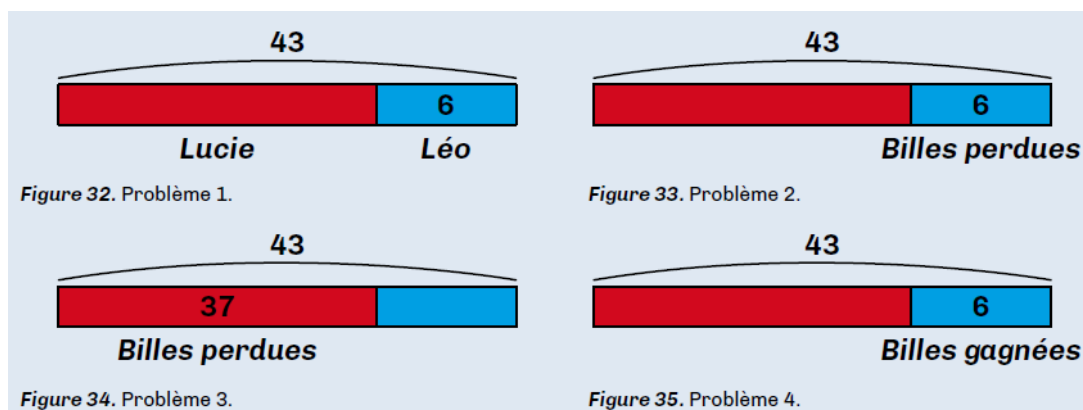 43
6
Lucie Léo
Figure 32. Problème 1.
43
6
Billes perdues
Figure 33. Problème 2.
43
37
Billes perdues
Figure 34. Problème 3.
43
6
Billes gagnées
Figure 35. Problème 4.